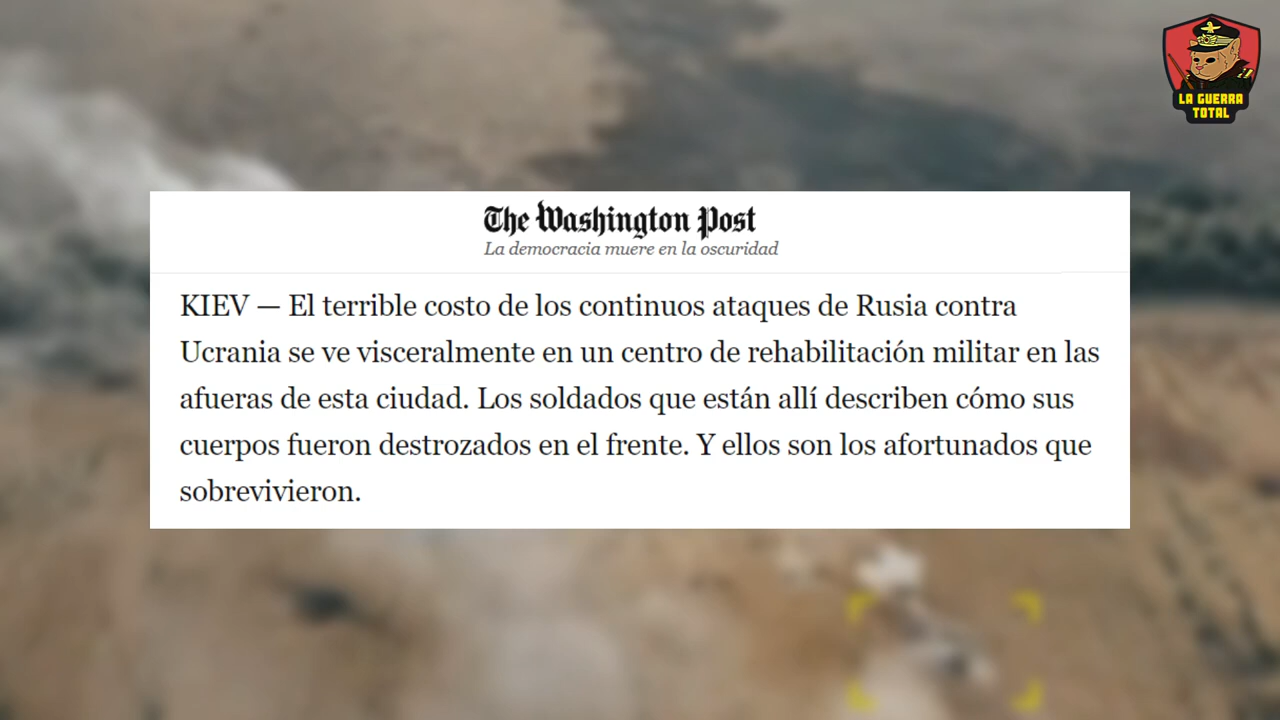 LA GUERRA
TOTAL
The Washington Post
La democracia muere en la oscuridad
KIEV — El terrible costo de los continuos ataques de Rusia contra
Ucrania se ve visceralmente en un centro de rehabilitación militar en las
afueras de esta ciudad. Los soldados que están allí describen cómo sus
cuerpos fueron destrozados en el frente. Y ellos son los afortunados que
sobrevivieron.